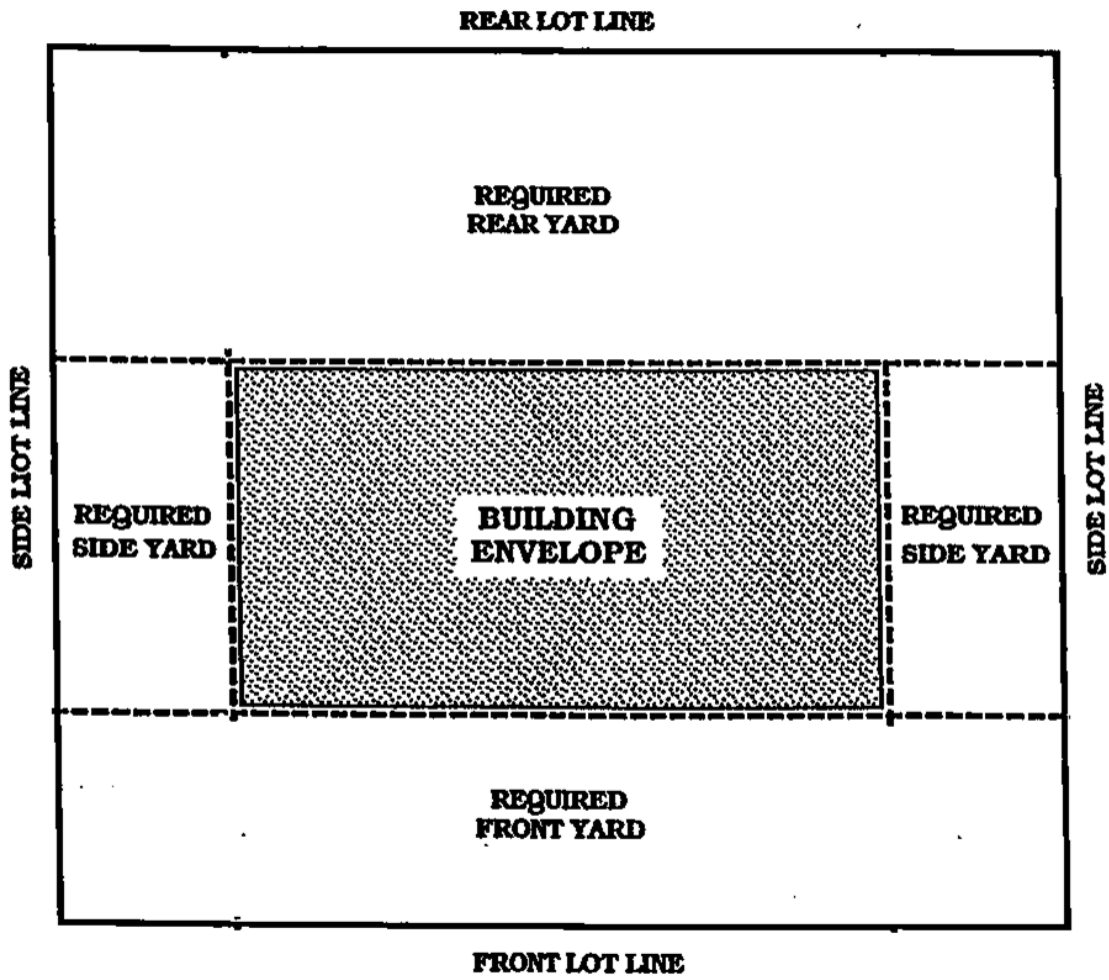 REAR LOT LINE
REQUIRED
REAR YARD
SIDE LIOT LINE
REQUIRED
SIDE YARD
BUILDING
ENVELOPE
REQUIRED
SIDE YARD
SIDE LOT LINE
REQUIRED
FRONT YARD
FRONT LOT LINE